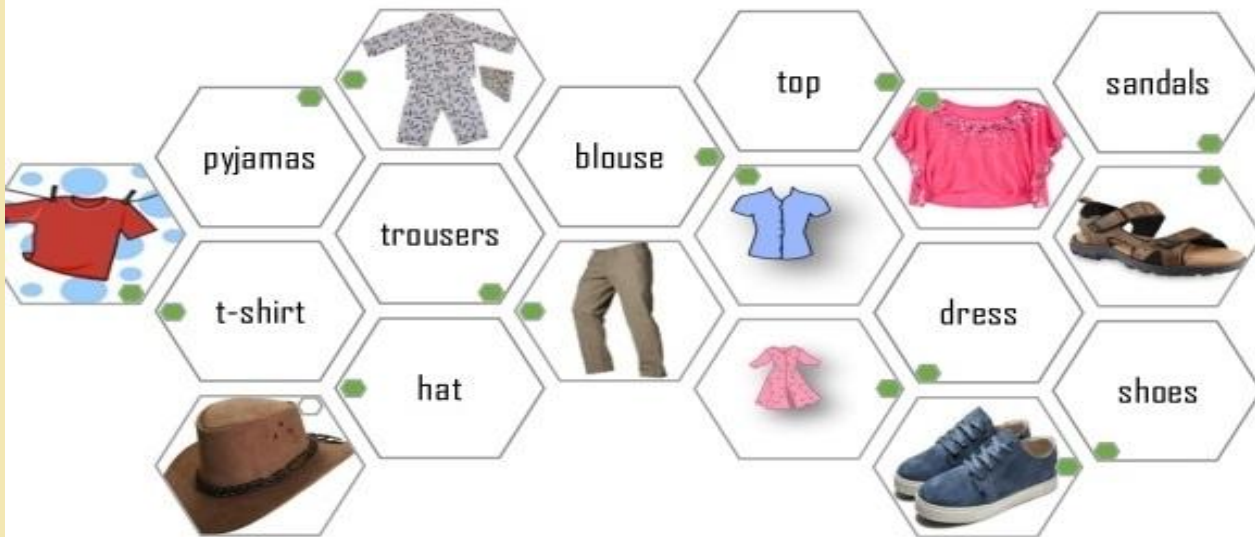 top
sandals
pyjamas
blouse
trousers
t-shirt
dress
hat
shoes